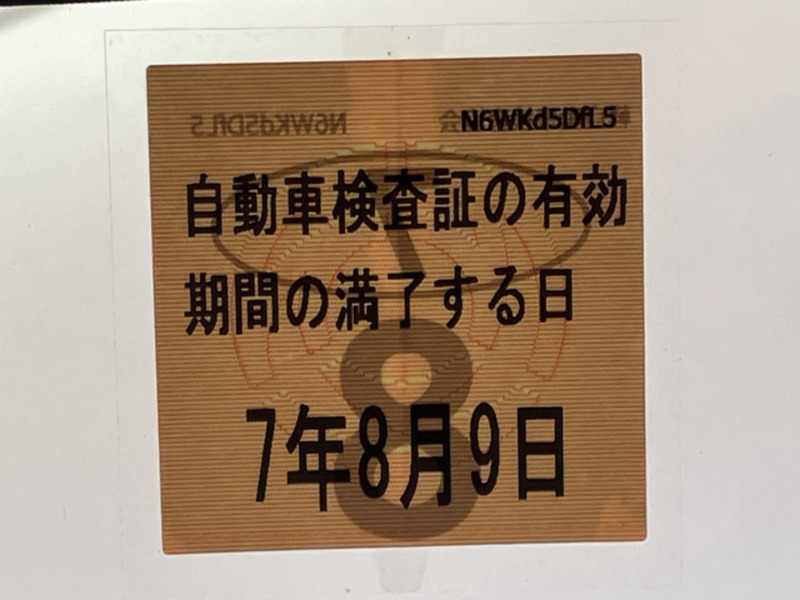 N6WKd5DfL5
自動車検査証の有効
期間の満了する日
7年8月9日